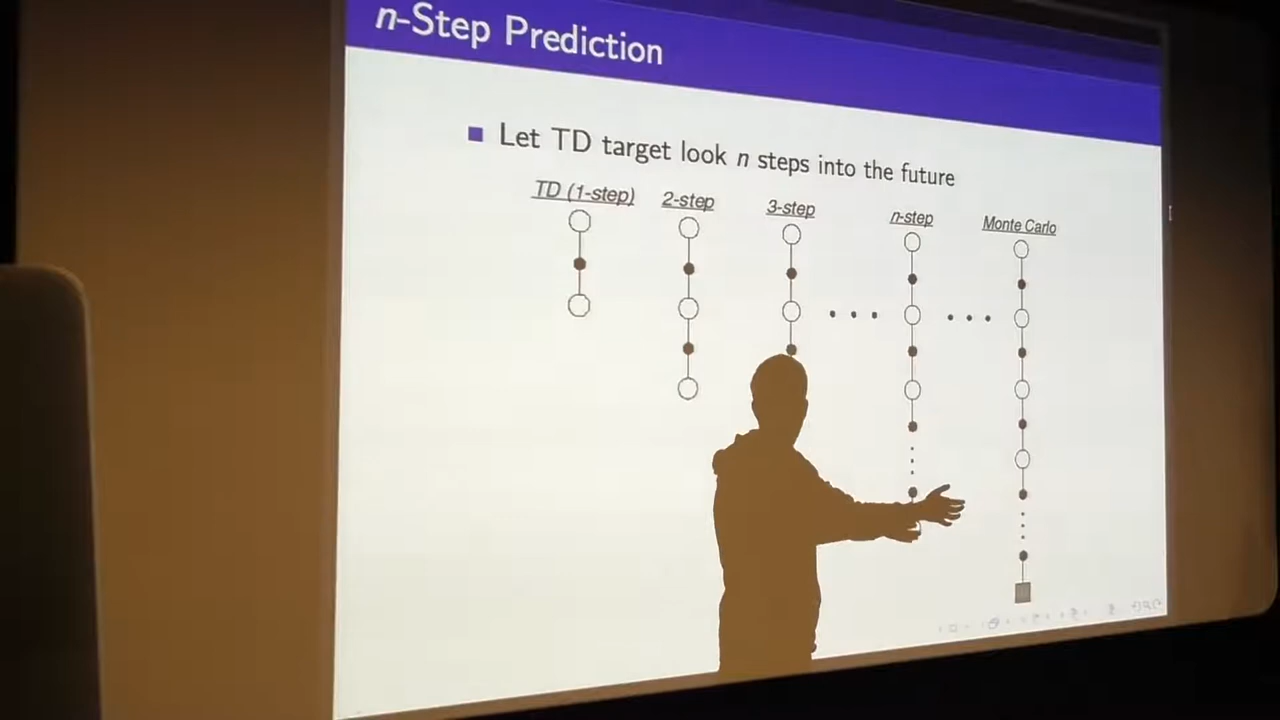 n-Step Prediction
Let TD target look n steps into the future
TD (1-step) 2-step 3-step n-step Monte Carlo